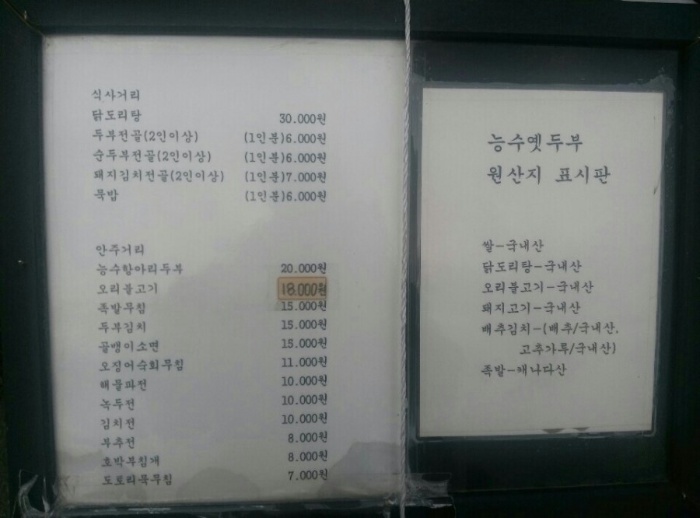 식사거리
닭도리탕 30.000원
두부전골(2인이상) (1인분)6.000원
순두부전골(2인이상) (1인분)6.000원
돼지김치전골(2인이상) (1인분)7.000원
묵밥 (1인분)6.000원
안주거리
능수항아리두부 20.000원
오리불고기 18.000원
족발무침 15.000원
두부김치 15.000원
골뱅이소면 15.000원
오징어숙회무침 11.000원
해물파전 10.000원
녹두전 10.000원
김치전 10.000원
부추전 8.000원
호박부침개 8.000원
도토리묵무침 7.000원
능수옛두부
원산지 표시판
쌀-국내산
닭도리탕-국내산
오리불고기-국내산
돼지고기-국내산
배추김치-(배추/국내산,
고추가루/국내산)
족발-캐나다산